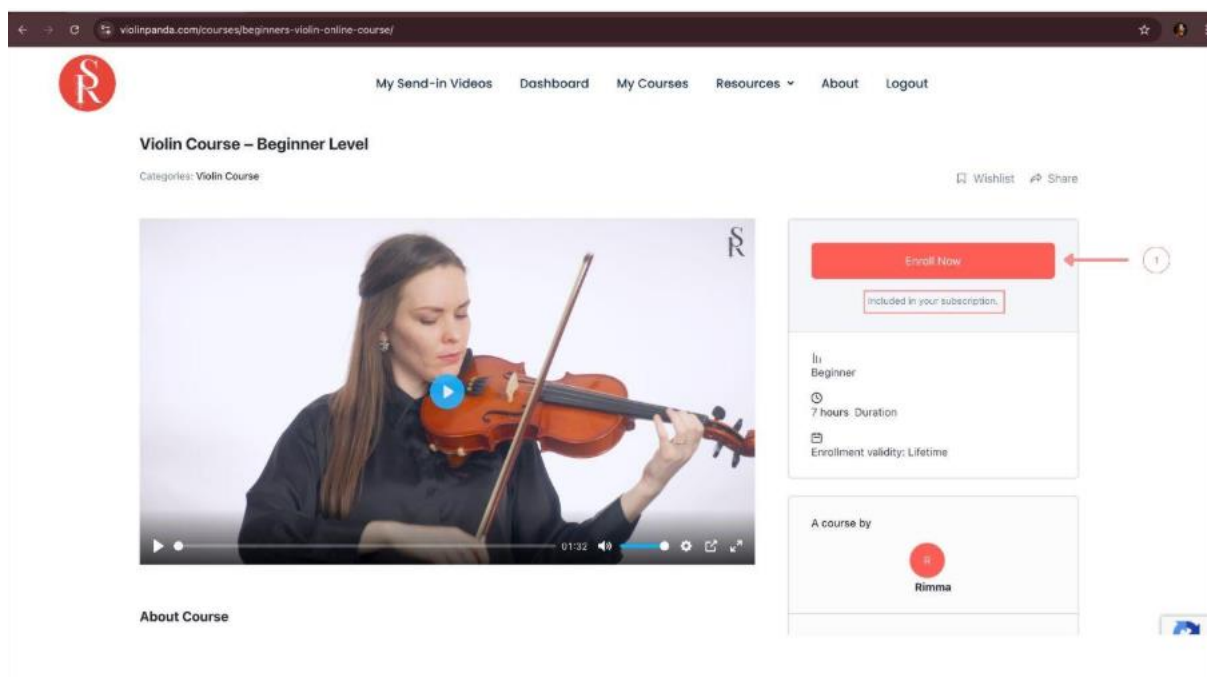 violinpanda.com/courses/beginners-violin-online-course/
SR
My Send-in Videos Dashboard My Courses Resources About Logout
Violin Course – Beginner Level
Categories: Violin Course
Wishlist Share
SR
Enroll Now
1
Included in your subscription.
Beginner
7 hours Duration
Enrollment validity: Lifetime
01:32
A course by
R
Rimma
About Course